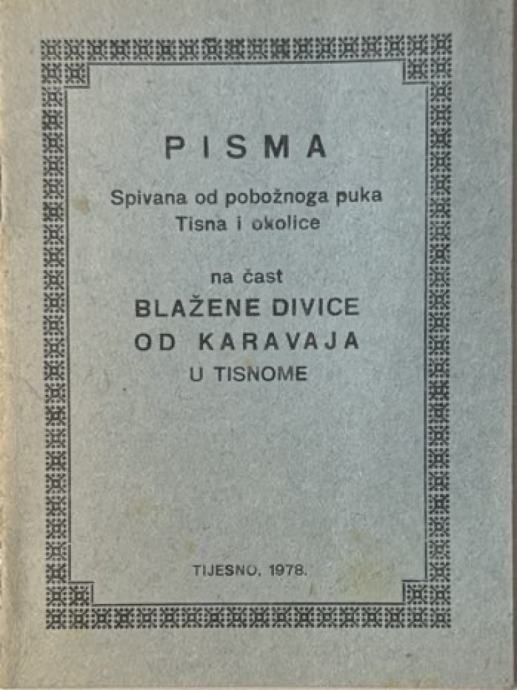 PISMA
Spivana od pobožnoga puka
Tisna i okolice
na čast
BLAŽENE DIVICE
OD KARAVAJA
U TISNOME
TIJESNO, 1978.